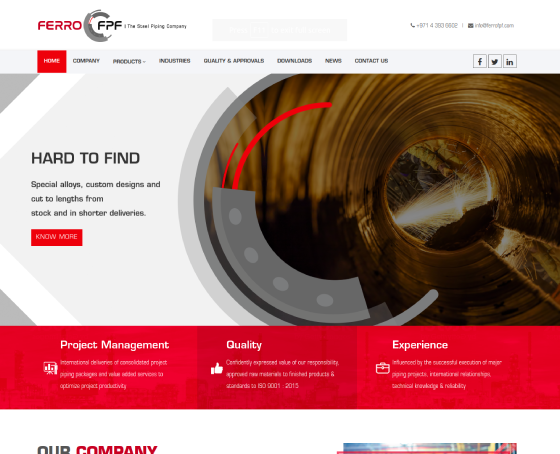 FERRO FPF | The Steel Piping Company
+971 4 360 6602 | info@ferrofpf.com
HOME COMPANY PRODUCTS INDUSTRIES QUALITY & APPROVALS DOWNLOADS NEWS CONTACT US
HARD TO FIND
Special alloys, custom designs and
cut to lengths from
stock and in shorter deliveries.
KNOW MORE
Project Management
International deliveries of consolidated project
piping packages and value added services to
optimize project productivity
Quality
Confidently expressed value of our responsibility,
approved raw materials to finished products &
standards to ISO 9001 - 2015
Experience
Influenced by the successful execution of major
piping projects, international relationships,
technical knowledge & reliability
OUR COMPANY